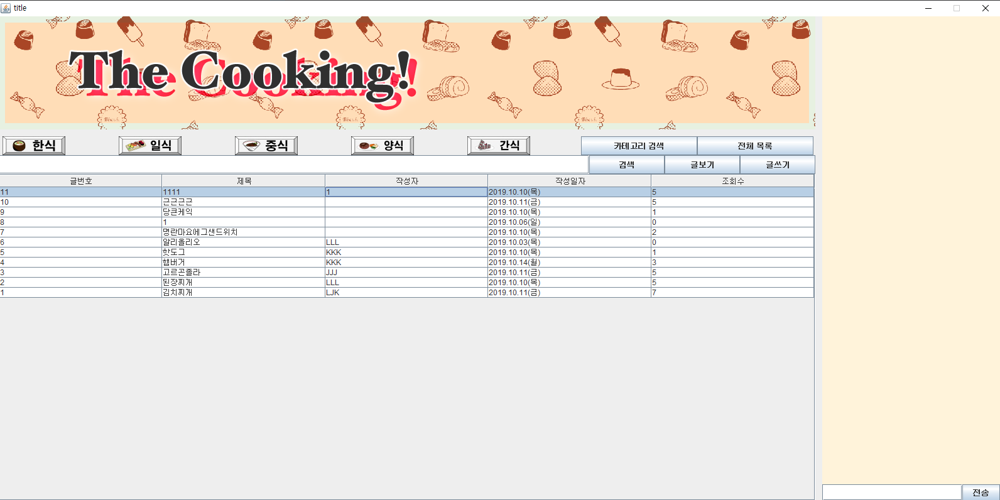 title
The Cooking!
한식 일식 중식 양식 간식 카테고리 검색 전체 목록
검색 글보기 글쓰기
글번호 제목 작성자 작성일자 조회수
11 1111 1 2019.10.10(목) 5
10 근근근근 2019.10.11(금) 5
9 당큰케익 2019.10.10(목) 1
8 1 2019.10.06(일) 0
7 명란마요에그샌드위치 2019.10.10(목) 2
6 알리올리오 LLL 2019.10.03(목) 0
5 핫도그 KKK 2019.10.10(목) 1
4 햄버거 KKK 2019.10.14(월) 3
3 고르곤졸라 JJJ 2019.10.11(금) 5
2 된장찌개 LLL 2019.10.10(목) 5
1 김치찌개 LJK 2019.10.11(금) 7
전송